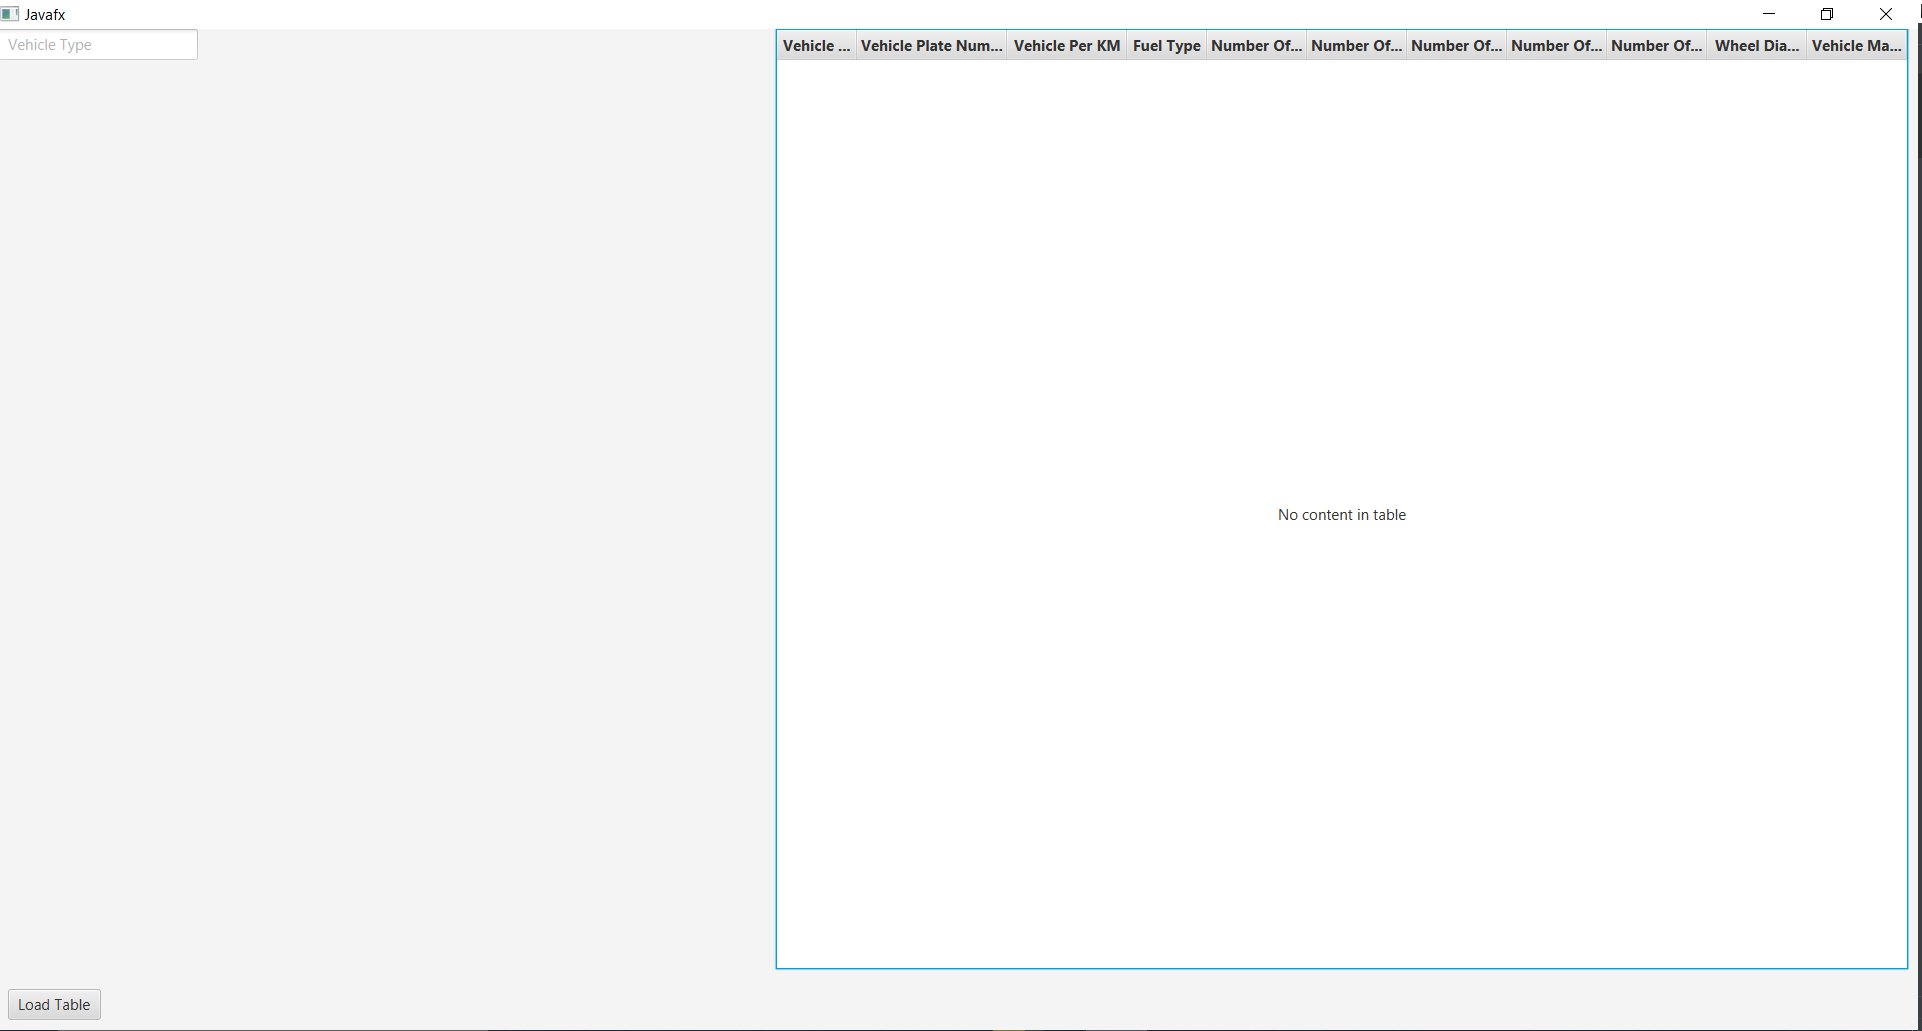 Javafx
Vehicle Type
Vehicle ... Vehicle Plate Num... Vehicle Per KM Fuel Type Number Of... Number Of... Number Of... Number Of... Number Of... Wheel Dia... Vehicle Ma...
No content in table
Load Table